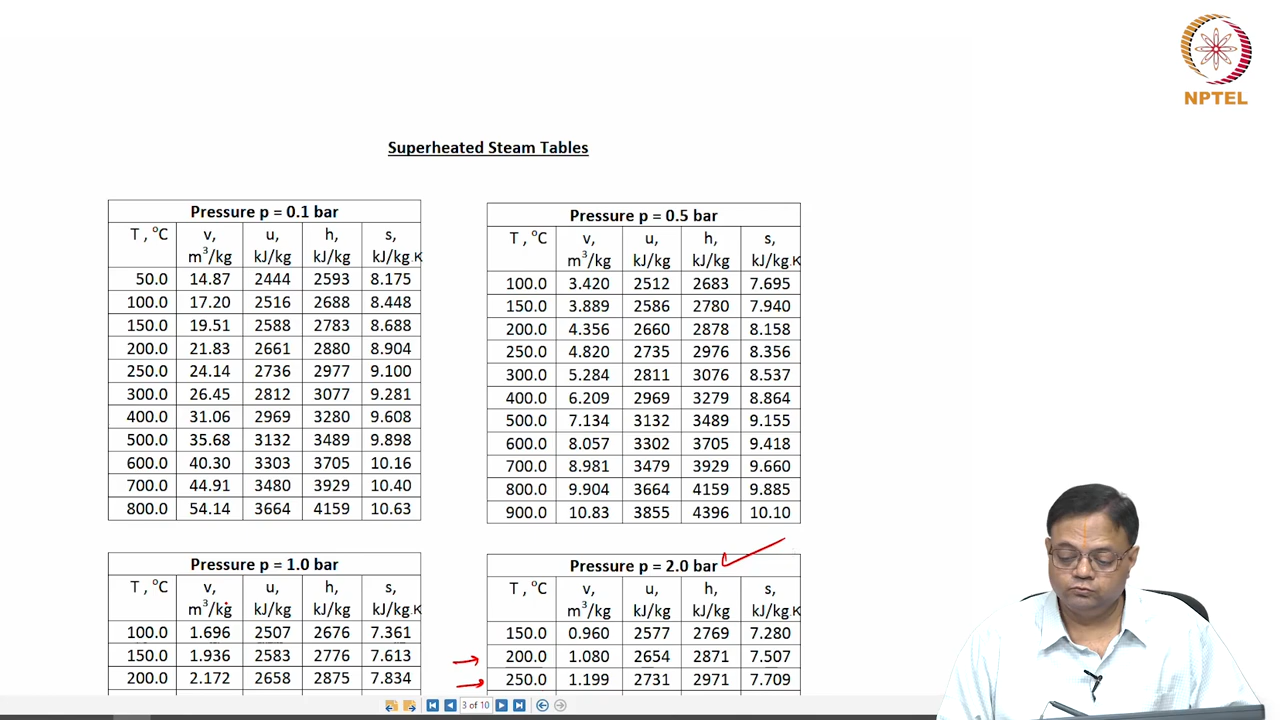 NPTEL
Superheated Steam Tables
Pressure p = 0.1 bar
T , °C v, m³/kg u, kJ/kg h, kJ/kg s, kJ/kg.K
50.0 14.87 2444 2593 8.175
100.0 17.20 2516 2688 8.448
150.0 19.51 2588 2783 8.688
200.0 21.83 2661 2880 8.904
250.0 24.14 2736 2977 9.100
300.0 26.45 2812 3077 9.281
400.0 31.06 2969 3280 9.608
500.0 35.68 3132 3489 9.898
600.0 40.30 3303 3705 10.16
700.0 44.91 3480 3929 10.40
800.0 54.14 3664 4159 10.63
Pressure p = 0.5 bar
T , °C v, m³/kg u, kJ/kg h, kJ/kg s, kJ/kg.K
100.0 3.420 2512 2683 7.695
150.0 3.889 2586 2780 7.940
200.0 4.356 2660 2878 8.158
250.0 4.820 2735 2976 8.356
300.0 5.284 2811 3076 8.537
400.0 6.209 2969 3279 8.864
500.0 7.134 3132 3489 9.155
600.0 8.057 3302 3705 9.418
700.0 8.981 3479 3929 9.660
800.0 9.904 3664 4159 9.885
900.0 10.83 3855 4396 10.10
Pressure p = 1.0 bar
T , °C v, m³/kg u, kJ/kg h, kJ/kg s, kJ/kg.K
100.0 1.696 2507 2676 7.361
150.0 1.936 2583 2776 7.613
200.0 2.172 2658 2875 7.834
Pressure p = 2.0 bar
T , °C v, m³/kg u, kJ/kg h, kJ/kg s, kJ/kg.K
150.0 0.960 2577 2769 7.280
200.0 1.080 2654 2871 7.507
250.0 1.199 2731 2971 7.709
3 of 10